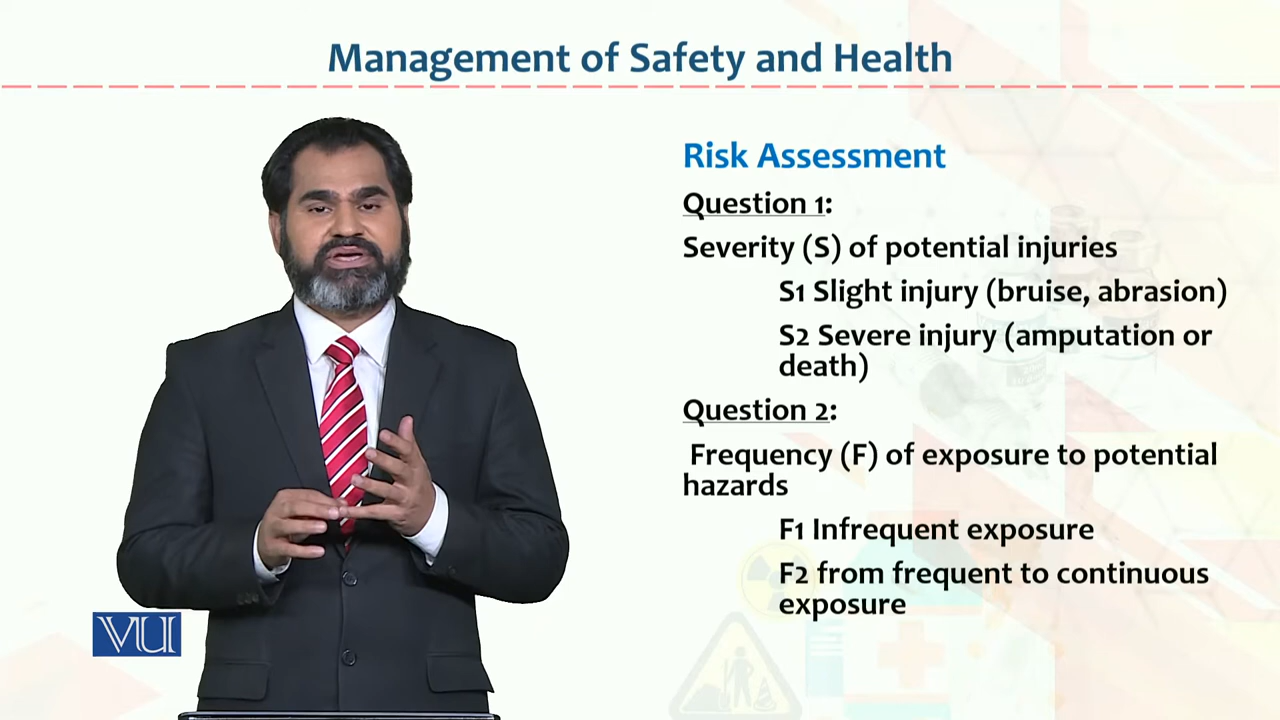 Management of Safety and Health
Risk Assessment
Question 1:
Severity (S) of potential injuries
S1 Slight injury (bruise, abrasion)
S2 Severe injury (amputation or
death)
Question 2:
Frequency (F) of exposure to potential
hazards
F1 Infrequent exposure
F2 from frequent to continuous
exposure
VU